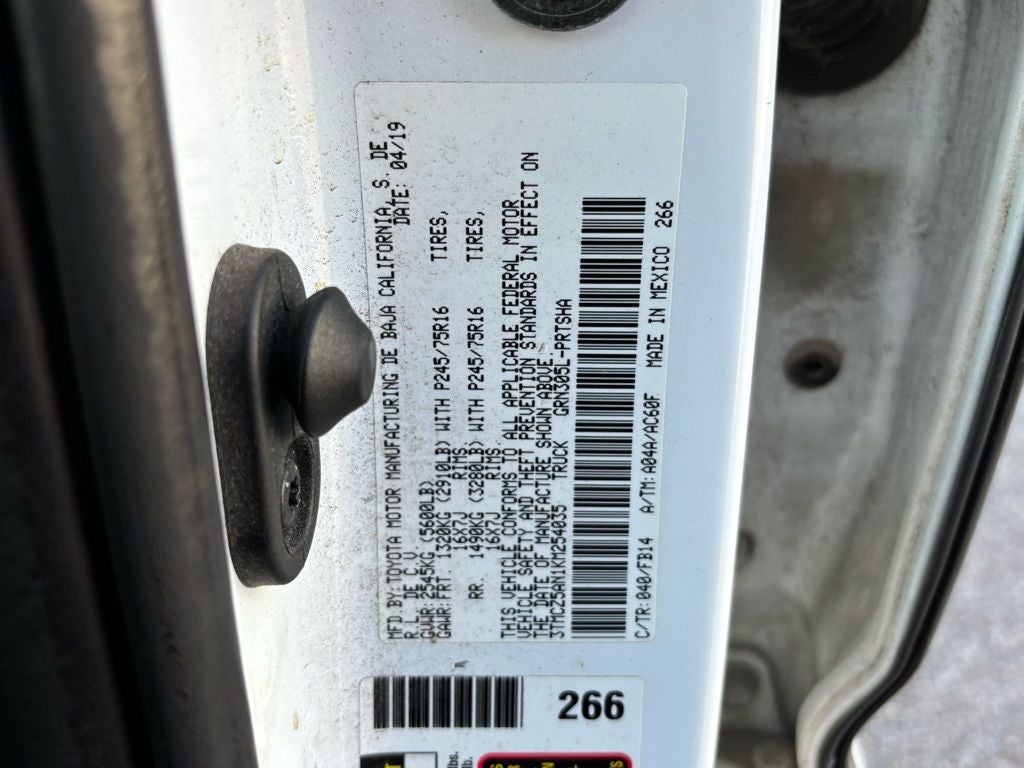 MFD.BY:TOYOTA MOTOR MANUFACTURING DE BAJA CALIFORNIA, S. DE
R.L. DE C.V. DATE: 04/19
GVWR: 2545KG (5600LB)
GAWR: FRT. 1320KG (2910LB) WITH P245/75R16 TIRES,
16X7J RIMS
RR. 1490KG (3280LB) WITH P245/75R16 TIRES,
16X7J RIMS.
THIS VEHICLE CONFORMS TO ALL APPLICABLE FEDERAL MOTOR
VEHICLE SAFETY AND THEFT PREVENTION STANDARDS IN EFFECT ON
THE DATE OF MANUFACTURE SHOWN ABOVE.
3TMCZ5AN1KM254035 TRUCK GRN305L-PRTSHA
C/TR:040/FB14 A/TM:A04A/AC60F MADE IN MEXICO 266
266
lbs.
lb.